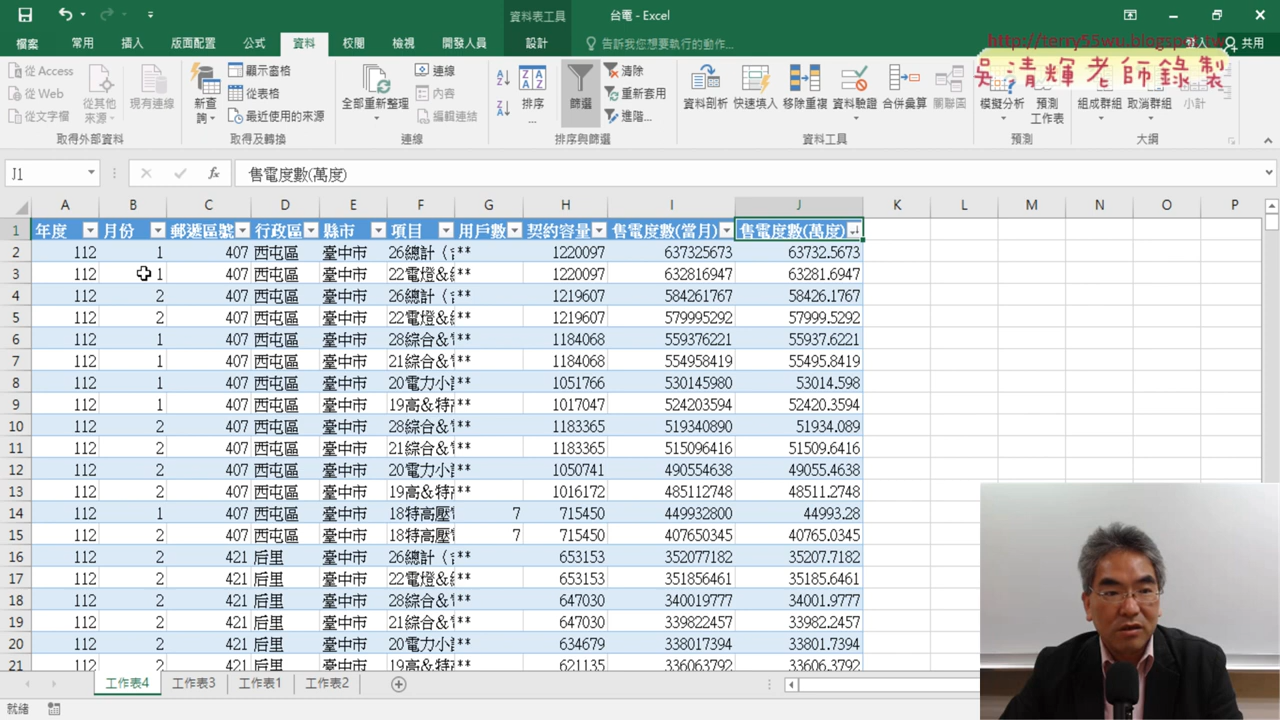 資料表工具
台電 - Excel
檔案 常用 插入 版面配置 公式 資料 校閱 檢視 開發人員 設計 告訴我您想要執行的動作... 登入 共用
http://terry55wu.blogspot.tw
吳清輝老師錄製
從 Access
從 Web
從文字檔
從其他來源
現有連線
取得外部資料
新查詢
顯示查詢
從表格
最近使用的來源
取得及轉換
全部重新整理
連線
內容
編輯連結
連線
排序
篩選
清除
重新套用
進階...
排序與篩選
資料剖析 快速填入 移除重複 資料驗證 合併彙算 關聯圖
資料工具
模擬分析 預測工作表
預測
組成群組 取消群組 小計
大綱
J1 fx 售電度數(萬度)
A B C D E F G H I J K L M N O P
1 年度 月份 郵遞區號 行政區 縣市 項目 用戶數 契約容量 售電度數(當月) 售電度數(萬度)
2 112 1 407 西屯區 臺中市 26總計 ** 1220097 637325673 63732.5673
3 112 1 407 西屯區 臺中市 22電燈& ** 1220097 632816947 63281.6947
4 112 2 407 西屯區 臺中市 26總計 ** 1219607 584261767 58426.1767
5 112 2 407 西屯區 臺中市 22電燈& ** 1219607 579995292 57999.5292
6 112 1 407 西屯區 臺中市 28綜合& ** 1184068 559376221 55937.6221
7 112 1 407 西屯區 臺中市 21綜合& ** 1184068 554958419 55495.8419
8 112 1 407 西屯區 臺中市 20電力小 ** 1051766 530145980 53014.598
9 112 1 407 西屯區 臺中市 19高&特 ** 1017047 524203594 52420.3594
10 112 2 407 西屯區 臺中市 28綜合& ** 1183365 519340890 51934.089
11 112 2 407 西屯區 臺中市 21綜合& ** 1183365 515096416 51509.6416
12 112 2 407 西屯區 臺中市 20電力小 ** 1050741 490554638 49055.4638
13 112 2 407 西屯區 臺中市 19高&特 ** 1016172 485112748 48511.2748
14 112 1 407 西屯區 臺中市 18特高壓 7 715450 449932800 44993.28
15 112 2 407 西屯區 臺中市 18特高壓 7 715450 407650345 40765.0345
16 112 2 421 后里 臺中市 26總計 ** 653153 352077182 35207.7182
17 112 2 421 后里 臺中市 22電燈& ** 653153 351856461 35185.6461
18 112 2 421 后里 臺中市 28綜合& ** 647030 340019777 34001.9777
19 112 2 421 后里 臺中市 21綜合& ** 647030 339822457 33982.2457
20 112 2 421 后里 臺中市 20電力小 ** 634679 338017394 33801.7394
21 112 2 421 后里 臺中市 19高&特 ** 621135 336063792 33606.3792
工作表4 工作表3 工作表1 工作表2
就緒